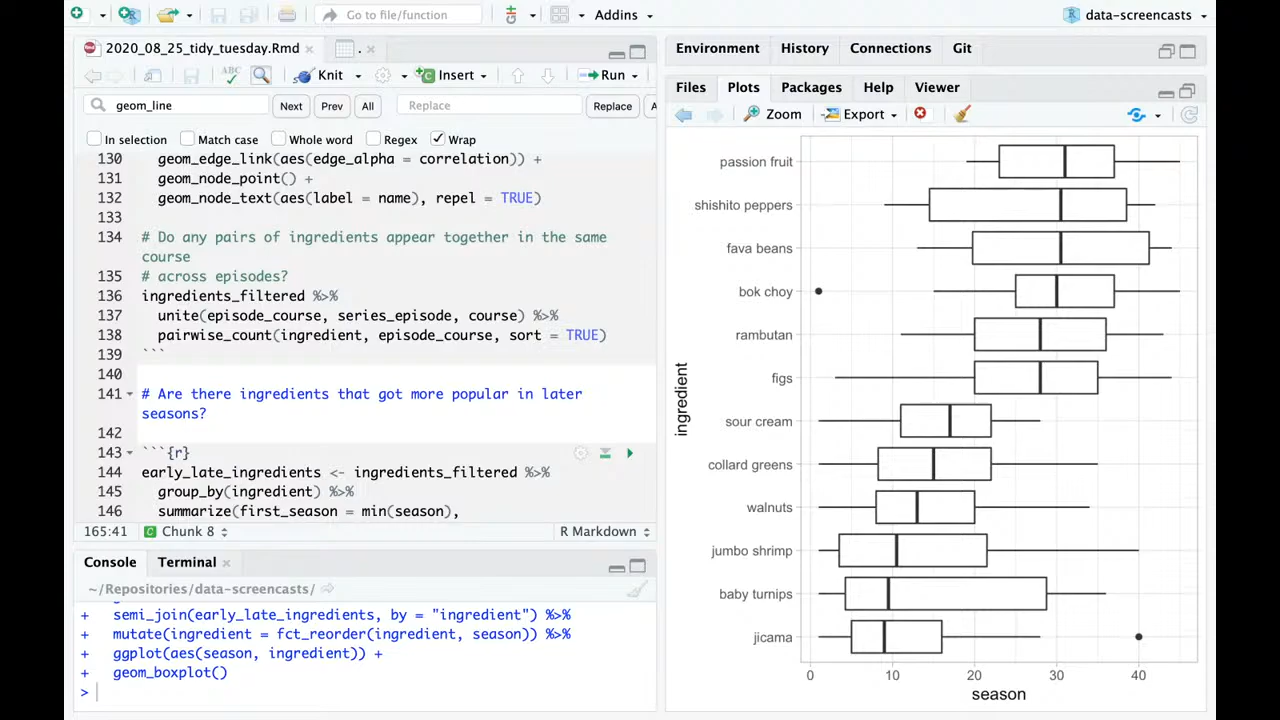 Go to file/function
Addins
data-screencasts
2020_08_25_tidy_tuesday.Rmd
.
ABC
Knit
Insert
Run
geom_line
Next
Prev
All
Replace
Replace
A
In selection
Match case
Whole word
Regex
Wrap
130 geom_edge_link(aes(edge_alpha = correlation)) +
131 geom_node_point() +
132 geom_node_text(aes(label = name), repel = TRUE)
133
134 # Do any pairs of ingredients appear together in the same
course
135 # across episodes?
136 ingredients_filtered %>%
137 unite(episode_course, series_episode, course) %>%
138 pairwise_count(ingredient, episode_course, sort = TRUE)
139 ```
140
141 # Are there ingredients that got more popular in later
seasons?
142
143 ```{r}
144 early_late_ingredients <- ingredients_filtered %>%
145 group_by(ingredient) %>%
146 summarize(first_season = min(season),
165:41
Chunk 8
R Markdown
Console
Terminal
~/Repositories/data-screencasts/
+ semi_join(early_late_ingredients, by = "ingredient") %>%
+ mutate(ingredient = fct_reorder(ingredient, season)) %>%
+ ggplot(aes(season, ingredient)) +
+ geom_boxplot()
>
Environment
History
Connections
Git
Files
Plots
Packages
Help
Viewer
Zoom
Export
passion fruit
shishito peppers
fava beans
bok choy
rambutan
figs
sour cream
collard greens
walnuts
jumbo shrimp
baby turnips
jicama
ingredient
0 10 20 30 40
season